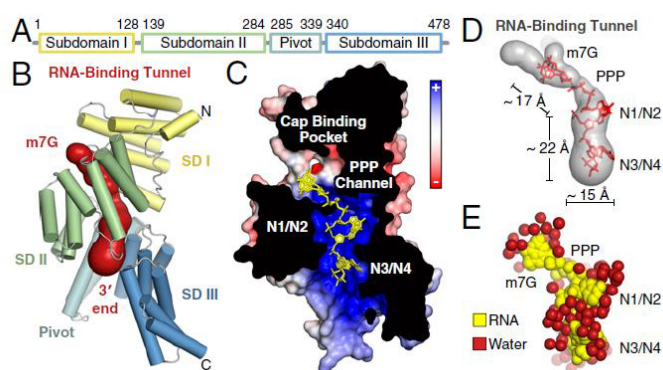 A
1 128 139 284 285 339 340 478
Subdomain I Subdomain II Pivot Subdomain III
B
RNA-Binding Tunnel
N
m7G
SD I
SD II
3′
end
SD III
Pivot
C
C
+
-
Cap Binding
Pocket
PPP
Channel
N1/N2
N3/N4
D
RNA-Binding Tunnel
m7G
PPP
~ 17 Å
N1/N2
~ 22 Å
N3/N4
~ 15 Å
E
PPP
m7G
N1/N2
RNA
Water
N3/N4